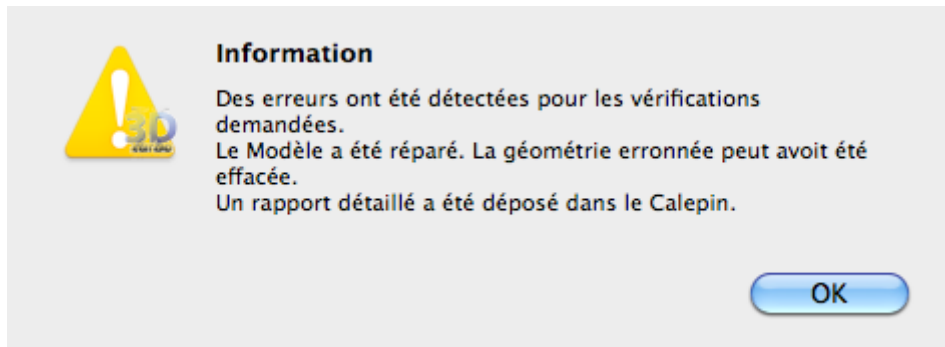 Information
Des erreurs ont été détectées pour les vérifications
demandées.
Le Modèle a été réparé. La géométrie erronnée peut avoit été
effacée.
Un rapport détaillé a été déposé dans le Calepin.
3D
OK